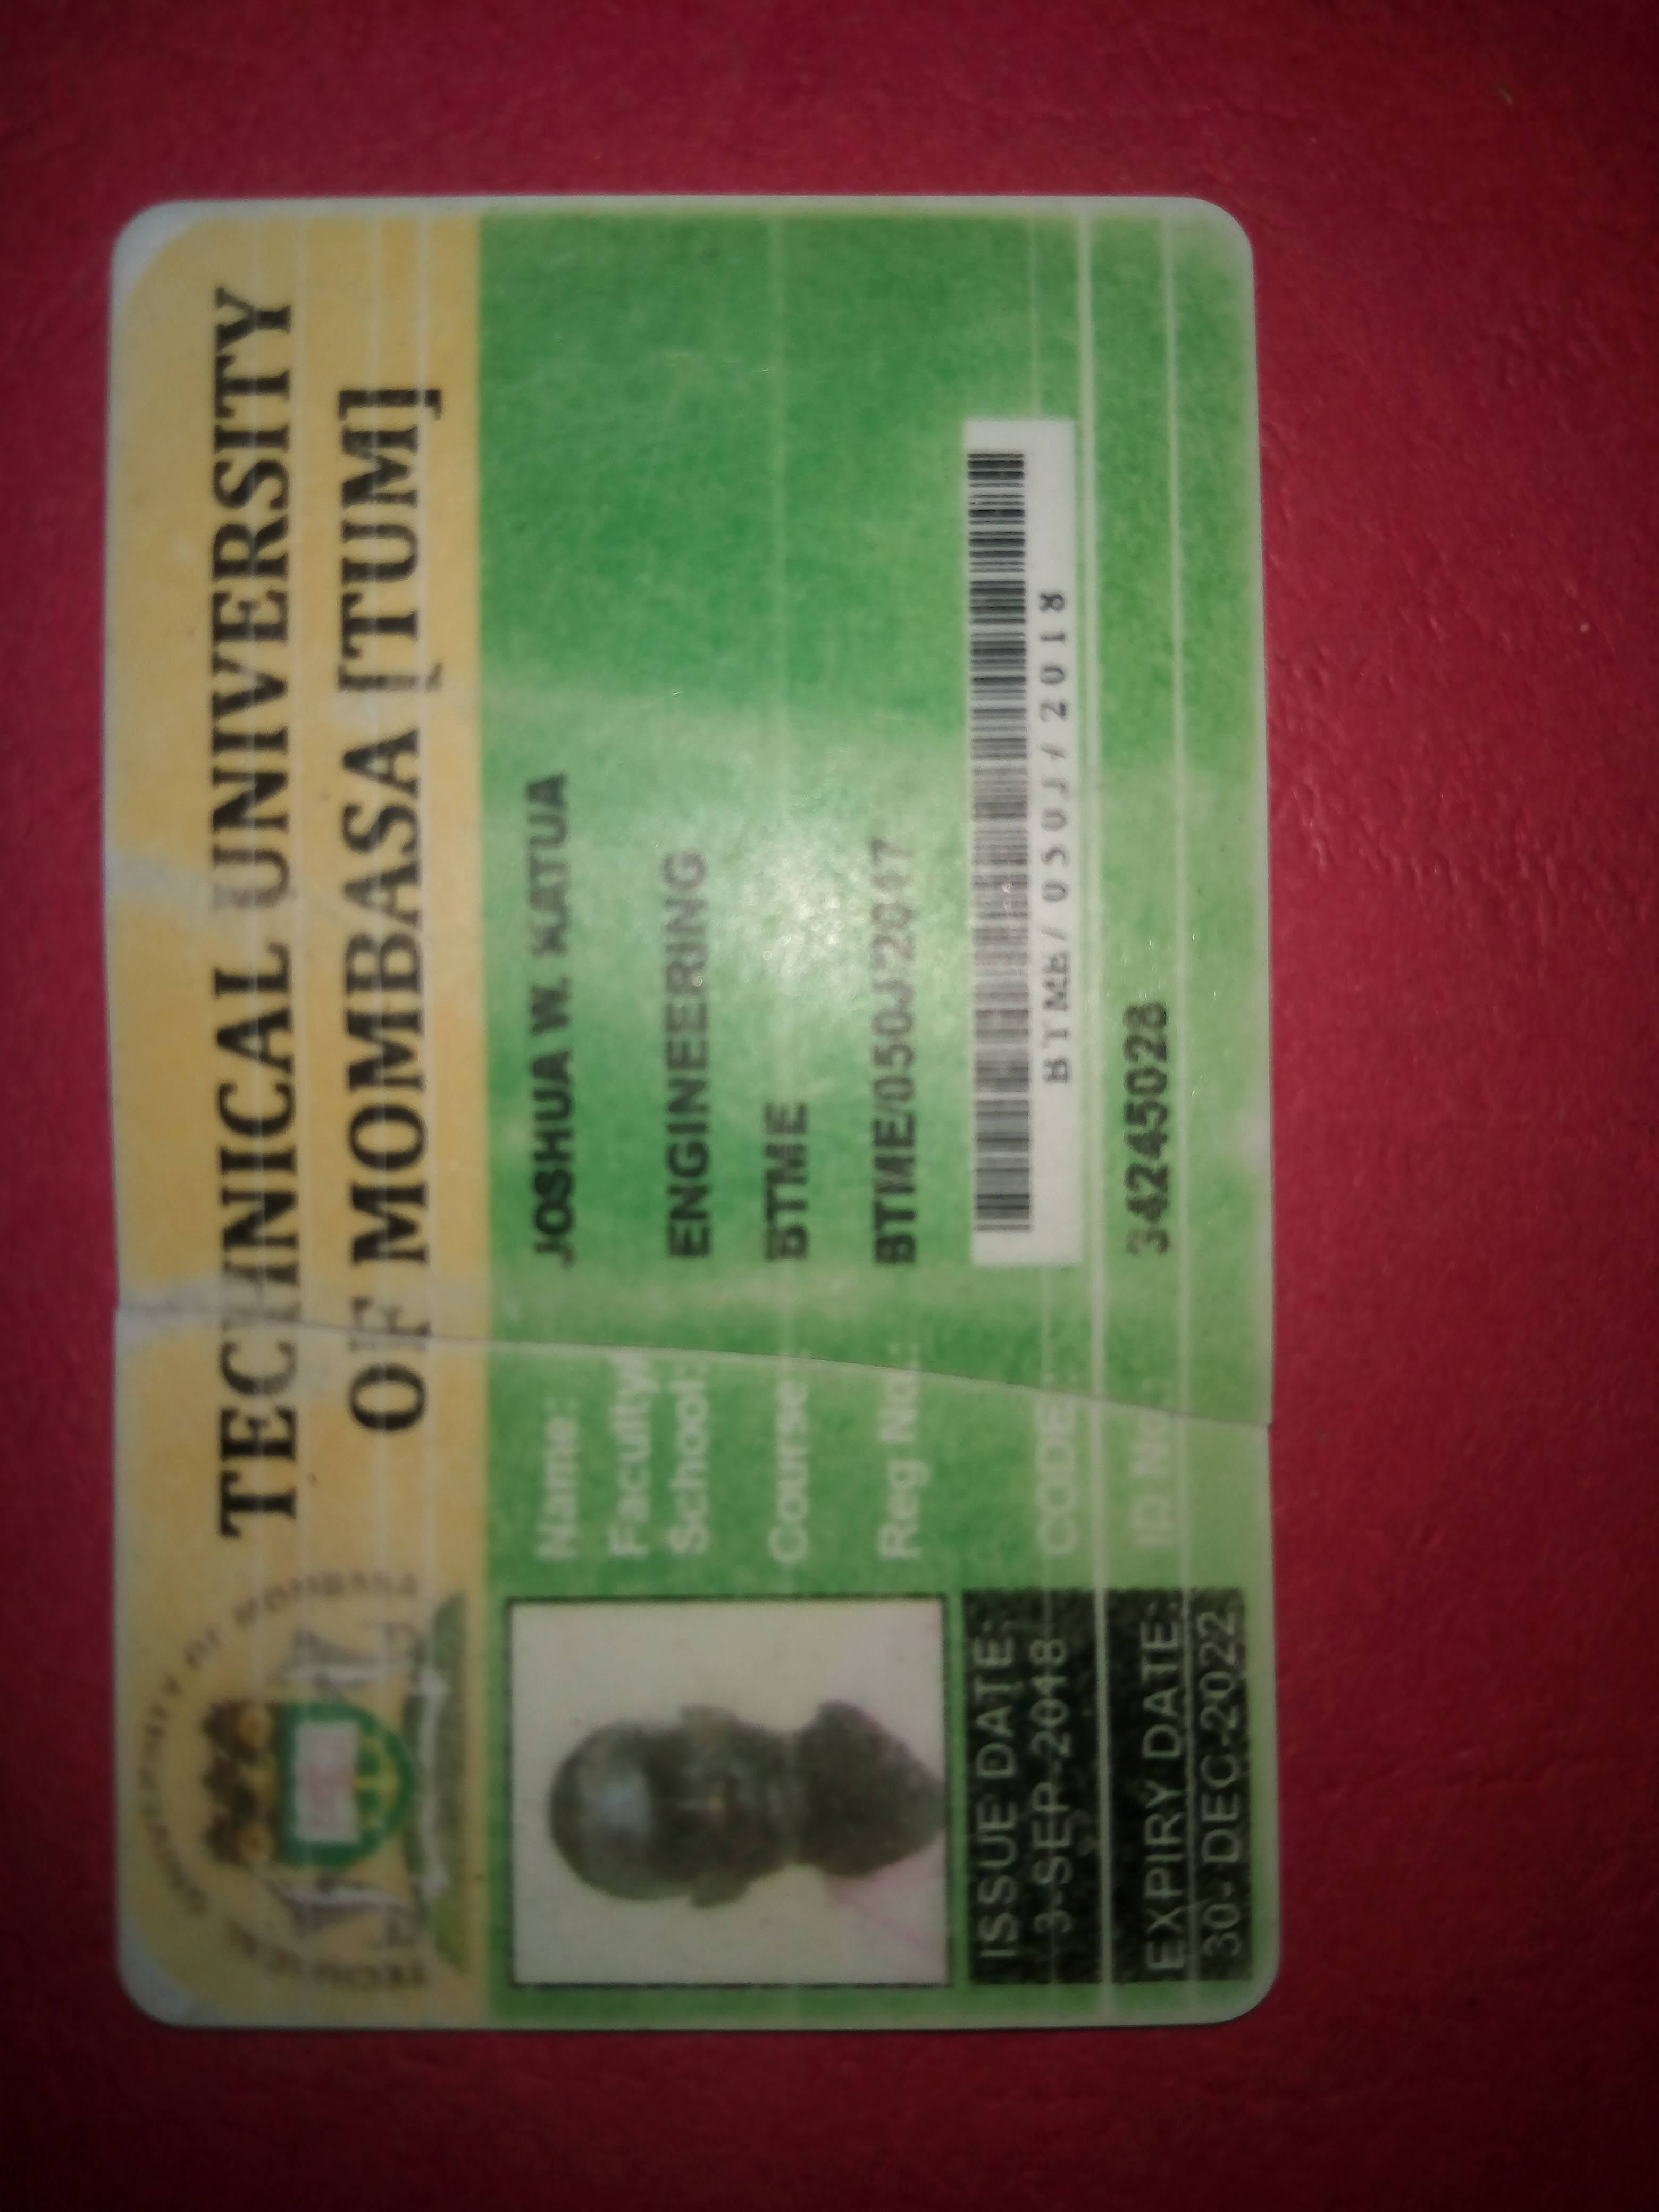 TECHNICAL UNIVERSITY
OF MOMBASA [TUM]
UNIVERSITY OF MOMBASA
Name: JOSHUA W. KATUA
Faculty/
School: ENGINEERING
Course: BTME
Reg No.: BTME/050J/2017
CODE:
BTME/050J/2018
ID No.: 34245028
ISSUE DATE:
3-SEP-2018
EXPIRY DATE:
30-DEC-2022